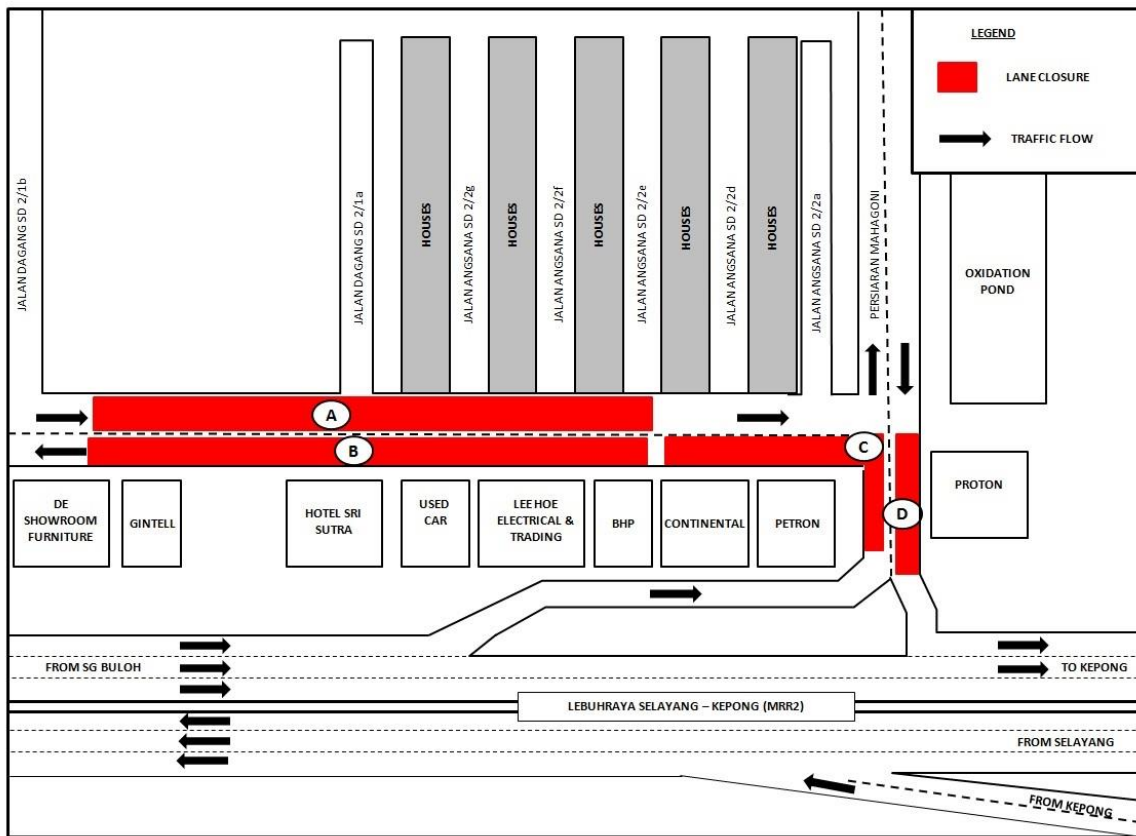 LEGEND
LANE CLOSURE
TRAFFIC FLOW
JALAN DAGANG SD 2/1b
JALAN DAGANG SD 2/1a
HOUSES
JALAN ANGSANA SD 2/2g
HOUSES
JALAN ANGSANA SD 2/2f
HOUSES
JALAN ANGSANA SD 2/2e
HOUSES
JALAN ANGSANA SD 2/2d
HOUSES
JALAN ANGSANA SD 2/2a
PERSIARAN MAHAGONI
OXIDATION
POND
A
B
C
D
DE
SHOWROOM
FURNITURE
GINTELL
HOTEL SRI
SUTRA
USED
CAR
LEE HOE
ELECTRICAL &
TRADING
BHP
CONTINENTAL
PETRON
PROTON
FROM SG BULOH
TO KEPONG
LEBUHRAYA SELAYANG – KEPONG (MRR2)
FROM SELAYANG
FROM KEPONG